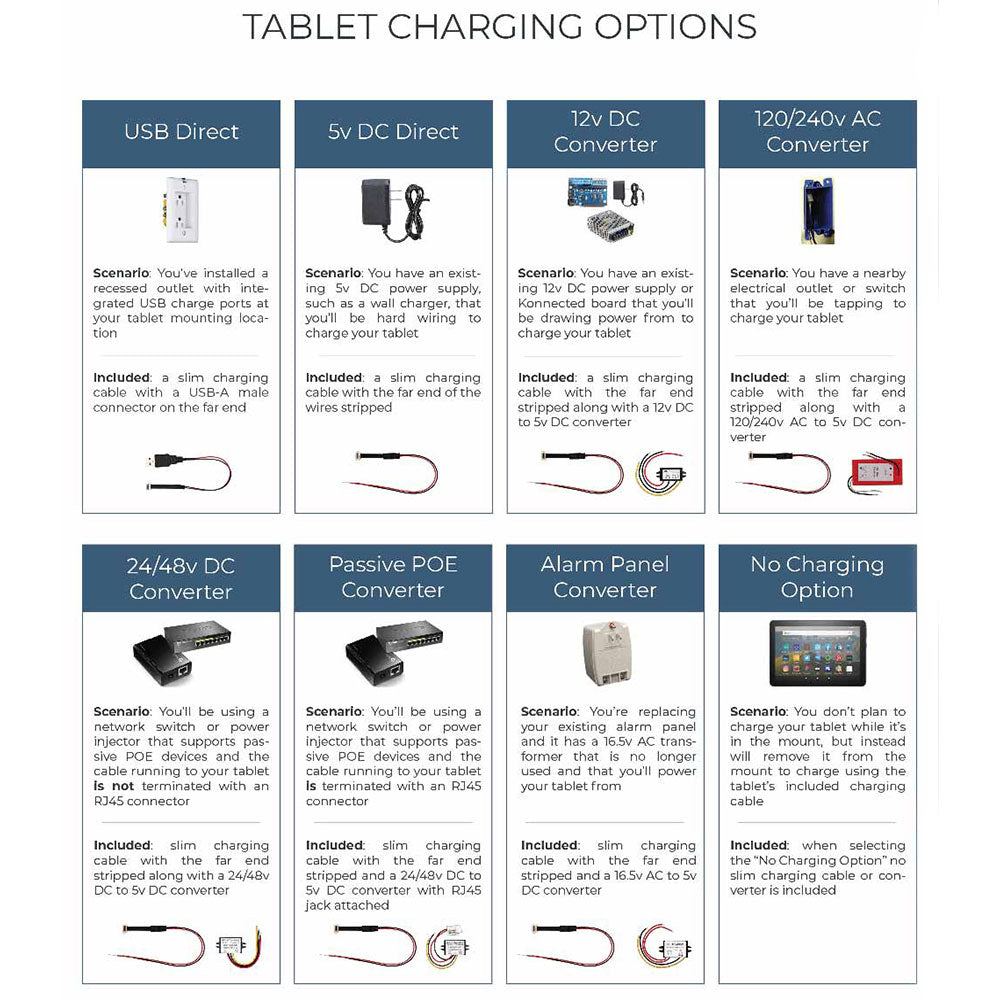 TABLET CHARGING OPTIONS
USB Direct
Scenario: You've installed a
recessed outlet with inte-
grated USB charge ports at
your tablet mounting loca-
tion
Included: a slim charging
cable with a USB-A male
connector on the far end
5v DC Direct
Scenario: You have an exist-
ing 5v DC power supply,
such as a wall charger, that
you'll be hard wiring to
charge your tablet
Included: a slim charging
cable with the far end of the
wires stripped
12v DC
Converter
Scenario: You have an exist-
ing 12v DC power supply or
Konnected board that you'll
be drawing power from to
charge your tablet
Included: a slim charging
cable with the far end
stripped along with a 12v DC
to 5v DC converter
120/240v AC
Converter
Scenario: You have a nearby
electrical outlet or switch
that you'll be tapping to
charge your tablet
Included: a slim charging
cable with the far end
stripped along with a
120/240v AC to 5v DC con-
verter
24/48v DC
Converter
Scenario: You'll be using a
network switch or power
injector that supports pas-
sive POE devices and the
cable running to your tablet
is not terminated with an
RJ45 connector
Included: slim charging
cable with the far end
stripped along with a 24/48v
DC to 5v DC converter
Passive POE
Converter
Scenario: You'll be using a
network switch or power
injector that supports pas-
sive POE devices and the
cable running to your tablet
is terminated with an RJ45
connector
Included: slim charging
cable with the far end
stripped and a 24/48v DC to
5v DC converter with RJ45
jack attached
Alarm Panel
Converter
Scenario: You're replacing
your existing alarm panel
and it has a 16.5v AC trans-
former that is no longer
used and that you'll power
your tablet from
Included: slim charging
cable with the far end
stripped and a 16.5v AC to 5v
DC converter
No Charging
Option
Scenario: You don't plan to
charge your tablet while it's
in the mount, but instead
will remove it from the
mount to charge using the
tablet's included charging
cable
Included: when selecting
the "No Charging Option" no
slim charging cable or con-
verter is included